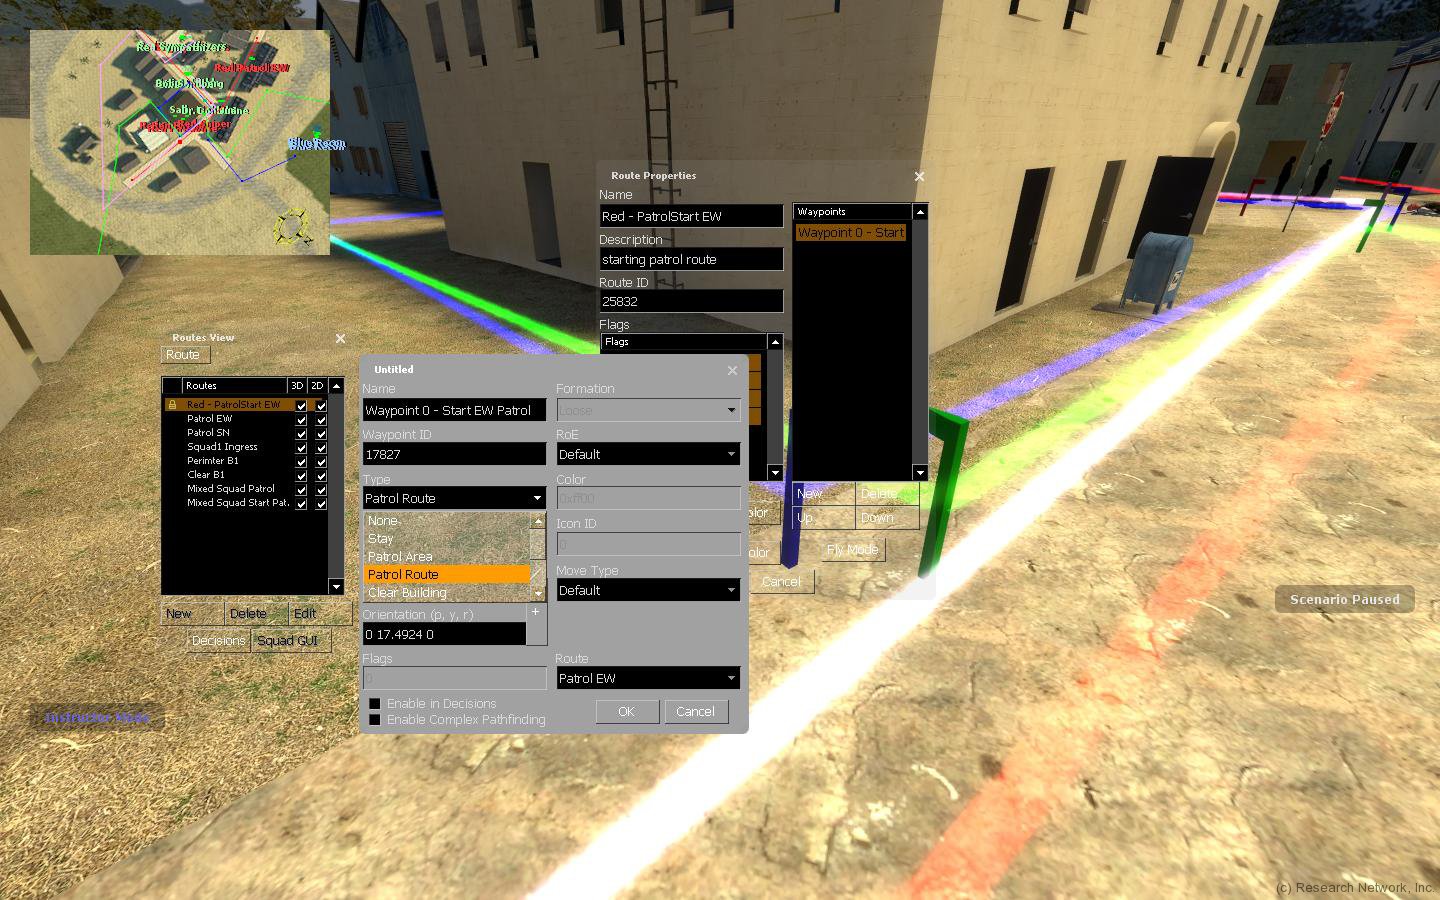 Red Sympathizers
Red Patrol EW
Blue Recon
Route Properties
Name
Red - PatrolStart EW
Description
starting patrol route
Route ID
25832
Flags
Flags
Waypoints
Waypoint 0 - Start
New
Delete
Up
Down
Fly Mode
Cancel
Routes View
Route
Routes
3D
2D
Red - PatrolStart EW
Patrol EW
Patrol SN
Squad1 Ingress
Perimter B1
Clear B1
Mixed Squad Patrol
Mixed Squad Start Pat.
New
Delete
Edit
Decisions
Squad GUI
Untitled
Name
Waypoint 0 - Start EW Patrol
Waypoint ID
17827
Type
Patrol Route
None
Stay
Patrol Area
Patrol Route
Clear Building
Orientation (p, y, r)
+
0 17.4924 0
Flags
0
Enable in Decisions
Enable Complex Pathfinding
Formation
Loose
RoE
Default
Color
0xff00
Icon ID
0
Move Type
Default
Route
Patrol EW
OK
Cancel
Instructor Mode
Scenario Paused
(c) Research Network, Inc.